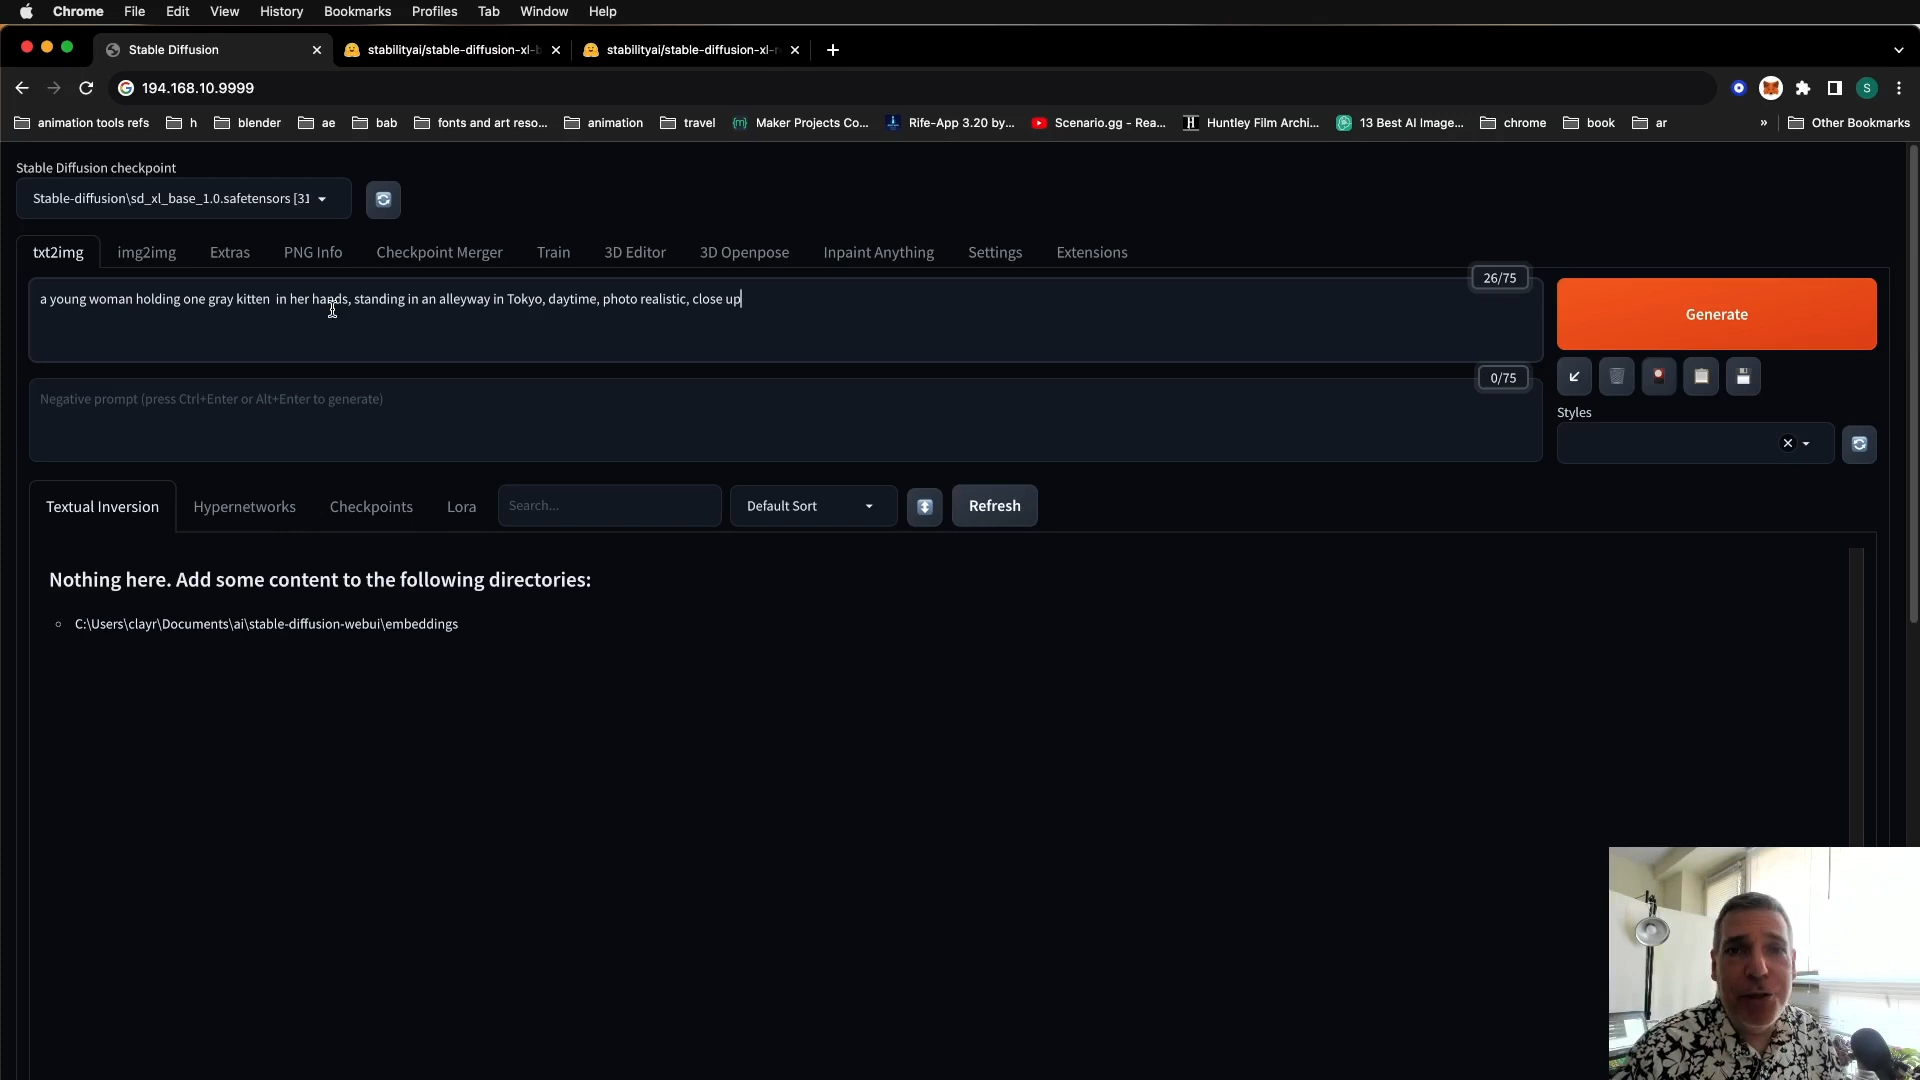 Chrome File Edit View History Bookmarks Profiles Tab Window Help
Stable Diffusion stabilityai/stable-diffusion-xl-b stabilityai/stable-diffusion-xl-r
194.168.10.9999 S
animation tools refs h blender ae bab fonts and art reso... animation travel Maker Projects Co... Rife-App 3.20 by... Scenario.gg - Rea... Huntley Film Archi... 13 Best AI Image... chrome book ar » Other Bookmarks
Stable Diffusion checkpoint
Stable-diffusion\sd_xl_base_1.0.safetensors [31
txt2img img2img Extras PNG Info Checkpoint Merger Train 3D Editor 3D Openpose Inpaint Anything Settings Extensions
26/75
a young woman holding one gray kitten  in her hands, standing in an alleyway in Tokyo, daytime, photo realistic, close up
Generate
0/75
Negative prompt (press Ctrl+Enter or Alt+Enter to generate)
Styles
Textual Inversion Hypernetworks Checkpoints Lora Search... Default Sort Refresh
Nothing here. Add some content to the following directories:
C:\Users\clayr\Documents\ai\stable-diffusion-webui\embeddings